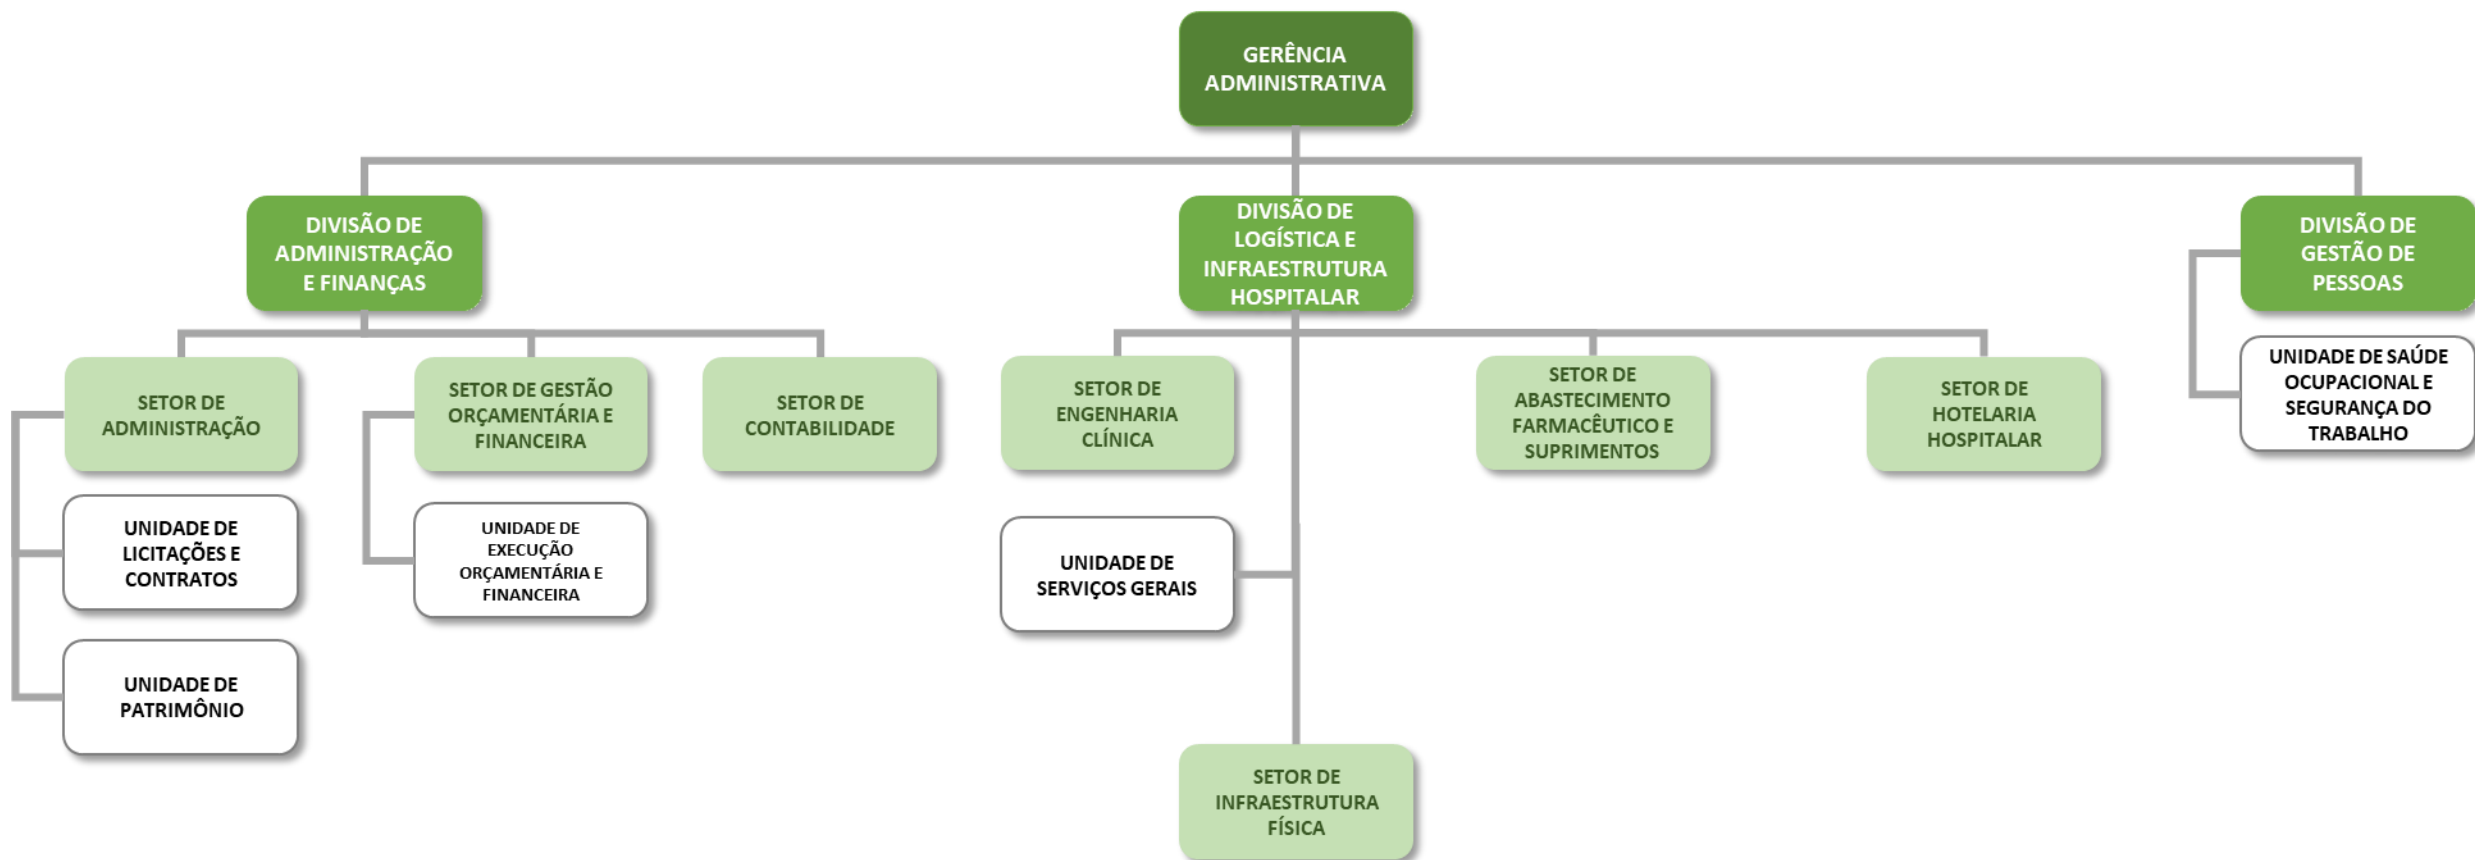 GERÊNCIA
ADMINISTRATIVA
DIVISÃO DE
ADMINISTRAÇÃO
E FINANÇAS
DIVISÃO DE
LOGÍSTICA E
INFRAESTRUTURA
HOSPITALAR
DIVISÃO DE
GESTÃO DE
PESSOAS
SETOR DE
ADMINISTRAÇÃO
SETOR DE GESTÃO
ORÇAMENTÁRIA E
FINANCEIRA
SETOR DE
CONTABILIDADE
SETOR DE
ENGENHARIA
CLÍNICA
SETOR DE
ABASTECIMENTO
FARMACÊUTICO E
SUPRIMENTOS
SETOR DE
HOTELARIA
HOSPITALAR
UNIDADE DE SAÚDE
OCUPACIONAL E
SEGURANÇA DO
TRABALHO
UNIDADE DE
LICITAÇÕES E
CONTRATOS
UNIDADE DE
EXECUÇÃO
ORÇAMENTÁRIA E
FINANCEIRA
UNIDADE DE
SERVIÇOS GERAIS
UNIDADE DE
PATRIMÔNIO
SETOR DE
INFRAESTRUTURA
FÍSICA